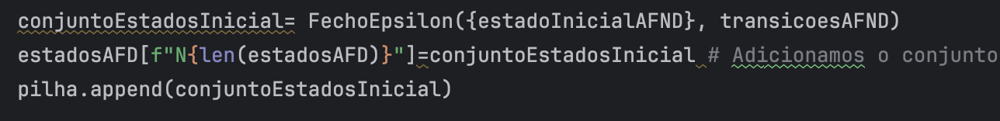 conjuntoEstadosInicial= FechoEpsilon({estadoInicialAFND}, transicoesAFND)
estadosAFD[f"N{len(estadosAFD)}"]=conjuntoEstadosInicial # Adicionamos o conjunto
pilha.append(conjuntoEstadosInicial)